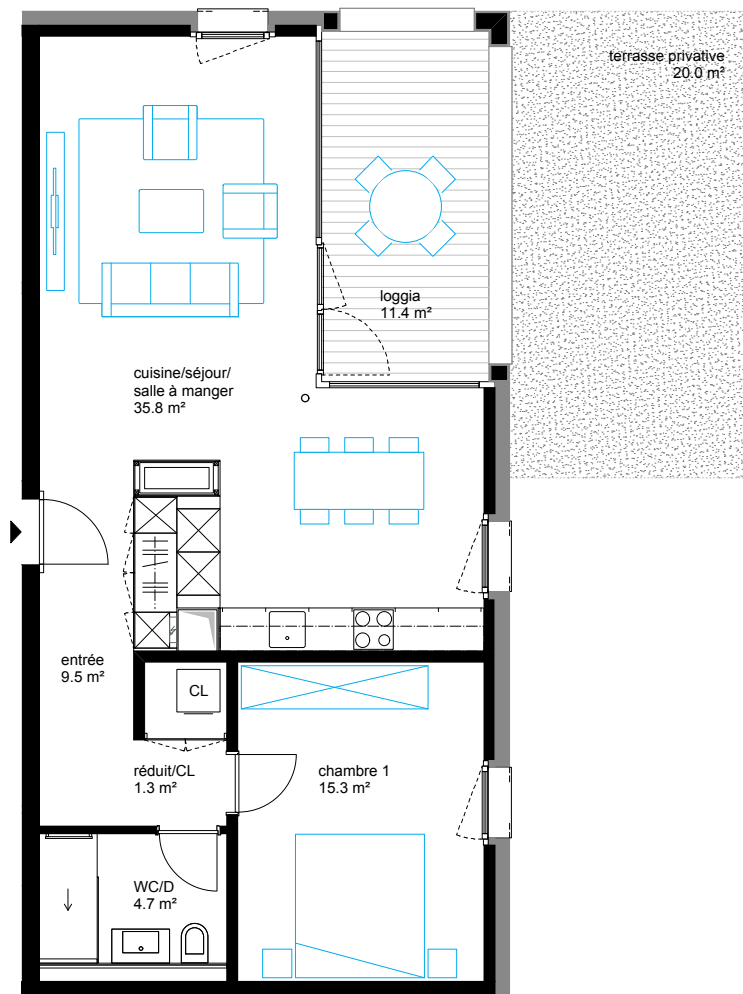 terrasse privative
20.0 m²
loggia
11.4 m²
cuisine/séjour/
salle à manger
35.8 m²
entrée
9.5 m²
CL
réduit/CL
1.3 m²
chambre 1
15.3 m²
WC/D
4.7 m²